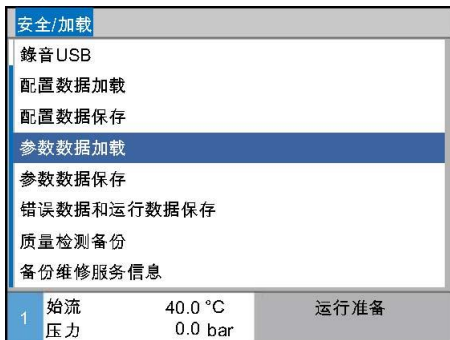 安全/加载
錄音USB
配置数据加载
配置数据保存
参数数据加载
参数数据保存
错误数据和运行数据保存
质量检测备份
备份维修服务信息
1 始流 40.0 °C 运行准备
压力 0.0 bar